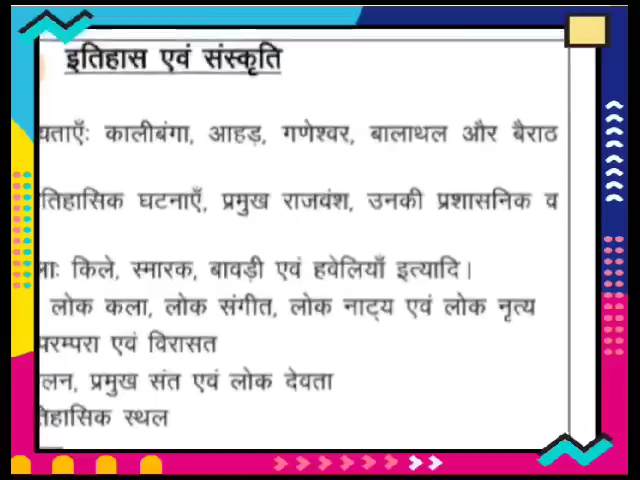 इतिहास एवं संस्कृति
यताएँः कालीबंगा, आहड़, गणेश्वर, बालाथल और बैराठ
तिहासिक घटनाएँ, प्रमुख राजवंश, उनकी प्रशासनिक व
किले, स्मारक, बावड़ी एवं हवेलियाँ इत्यादि।
लोक कला, लोक संगीत, लोक नाट्य एवं लोक नृत्य
परम्परा एवं विरासत
लन, प्रमुख संत एवं लोक देवता
तिहासिक स्थल